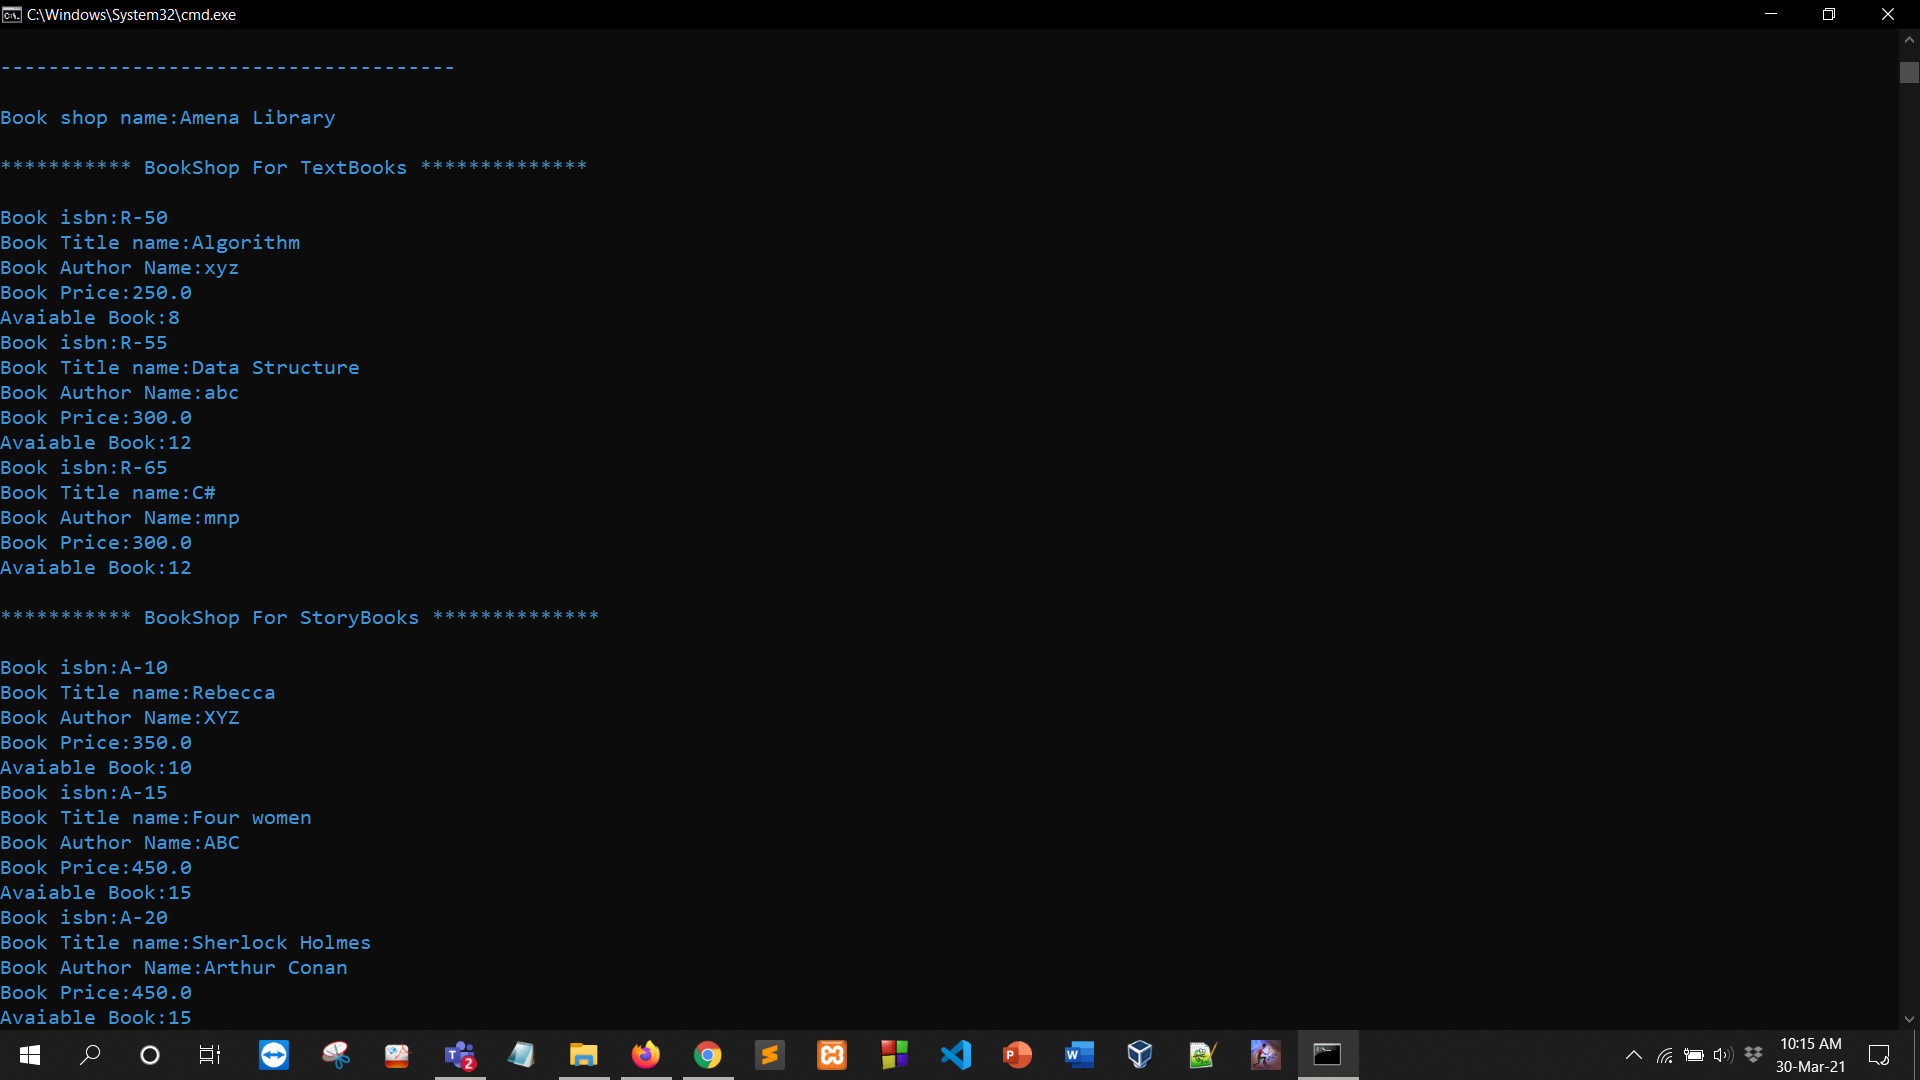 C:\Windows\System32\cmd.exe
--------------------------------------
Book shop name:Amena Library
*********** BookShop For TextBooks **************
Book isbn:R-50
Book Title name:Algorithm
Book Author Name:xyz
Book Price:250.0
Avaiable Book:8
Book isbn:R-55
Book Title name:Data Structure
Book Author Name:abc
Book Price:300.0
Avaiable Book:12
Book isbn:R-65
Book Title name:C#
Book Author Name:mnp
Book Price:300.0
Avaiable Book:12
*********** BookShop For StoryBooks **************
Book isbn:A-10
Book Title name:Rebecca
Book Author Name:XYZ
Book Price:350.0
Avaiable Book:10
Book isbn:A-15
Book Title name:Four women
Book Author Name:ABC
Book Price:450.0
Avaiable Book:15
Book isbn:A-20
Book Title name:Sherlock Holmes
Book Author Name:Arthur Conan
Book Price:450.0
Avaiable Book:15
2
10:15 AM
30-Mar-21